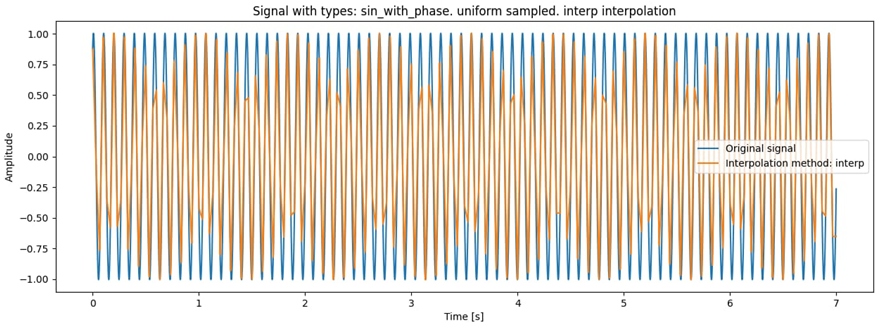 Signal with types: sin_with_phase. uniform sampled. interp interpolation
1.00
0.75
0.50
0.25
0.00
−0.25
−0.50
−0.75
−1.00
Amplitude
Original signal
Interpolation method: interp
0 1 2 3 4 5 6 7
Time [s]